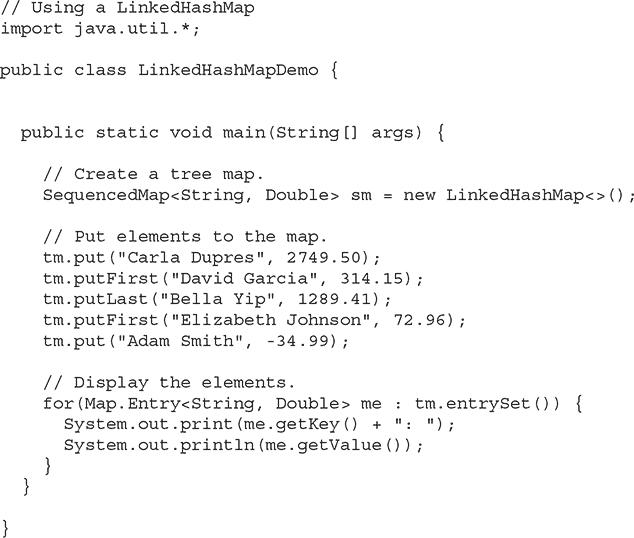 // Using a LinkedHashMap
import java.util.*;

public class LinkedHashMapDemo {


  public static void main(String[] args) {

    // Create a tree map.
    SequencedMap<String, Double> sm = new LinkedHashMap<>();

    // Put elements to the map.
    tm.put("Carla Dupres", 2749.50);
    tm.putFirst("David Garcia", 314.15);
    tm.putLast("Bella Yip", 1289.41);
    tm.putFirst("Elizabeth Johnson", 72.96);
    tm.put("Adam Smith", -34.99);

    // Display the elements.
    for(Map.Entry<String, Double> me : tm.entrySet()) {
      System.out.print(me.getKey() + ": ");
      System.out.println(me.getValue());
    }
  }

}